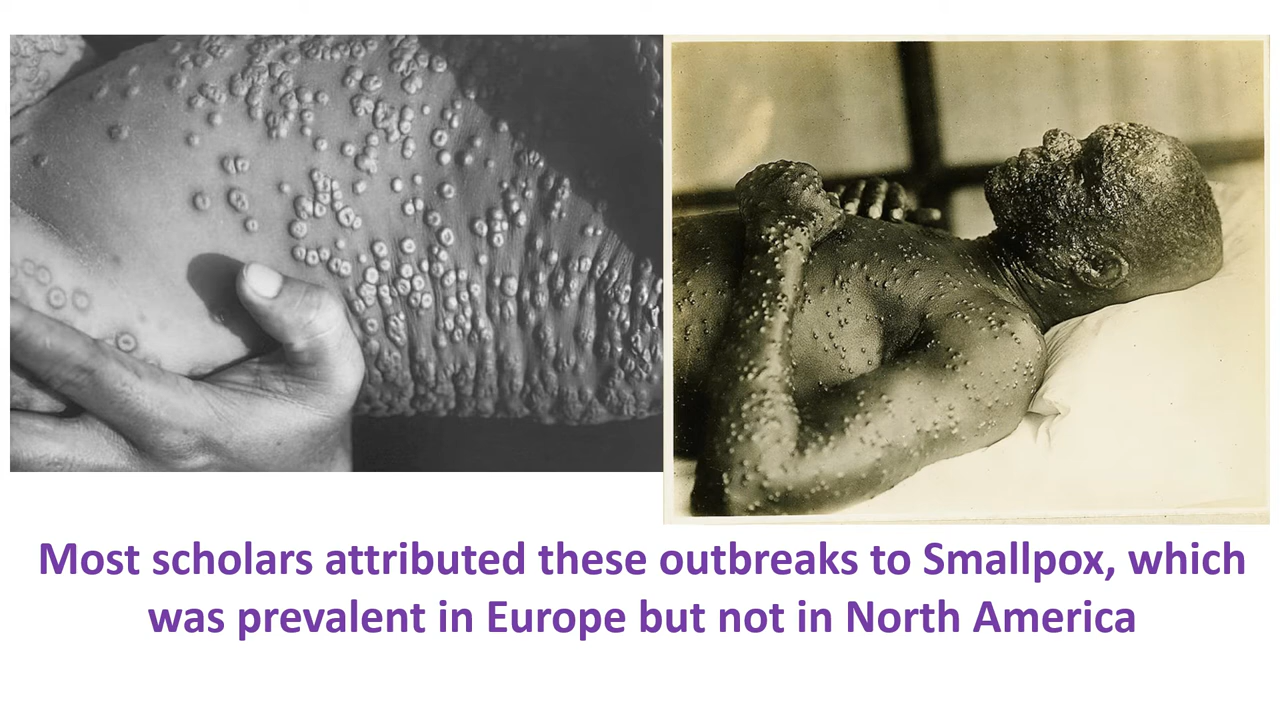 Most scholars attributed these outbreaks to Smallpox, which
was prevalent in Europe but not in North America